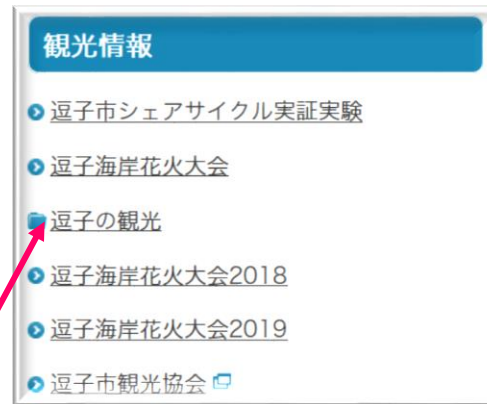 観光情報
逗子市シェアサイクル実証実験
逗子海岸花火大会
逗子の観光
逗子海岸花火大会2018
逗子海岸花火大会2019
逗子市観光協会